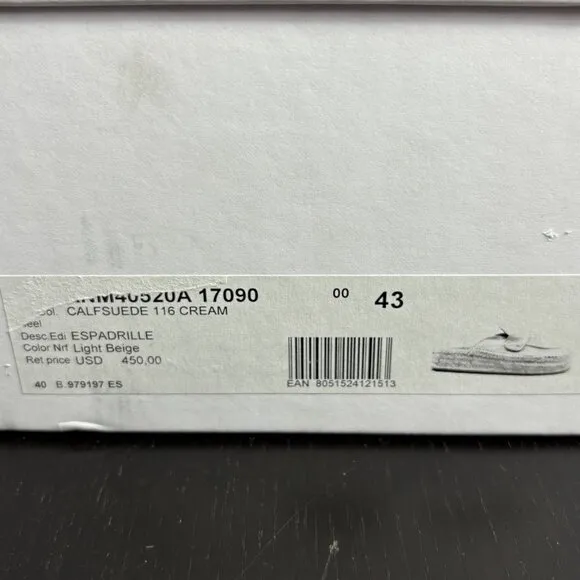 17090 00 43
CALFSUEDE 116 CREAM
Desc.Edi ESPADRILLE
Color Nrf Light Beige
Ret price USD 450,00
40 B 979197 ES
EAN 8051524121513